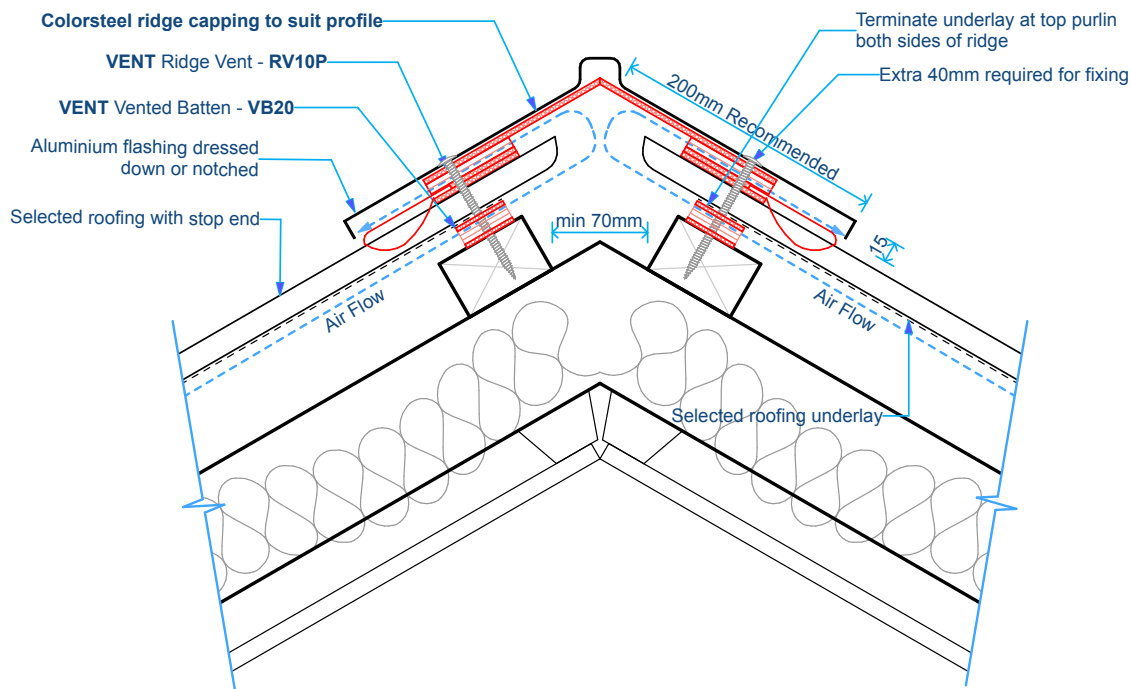 Colorsteel ridge capping to suit profile
VENT Ridge Vent - RV10P
VENT Vented Batten - VB20
Aluminium flashing dressed
down or notched
Selected roofing with stop end
Terminate underlay at top purlin
both sides of ridge
Extra 40mm required for fixing
200mm Recommended
min 70mm
15
Air Flow
Air Flow
Selected roofing underlay